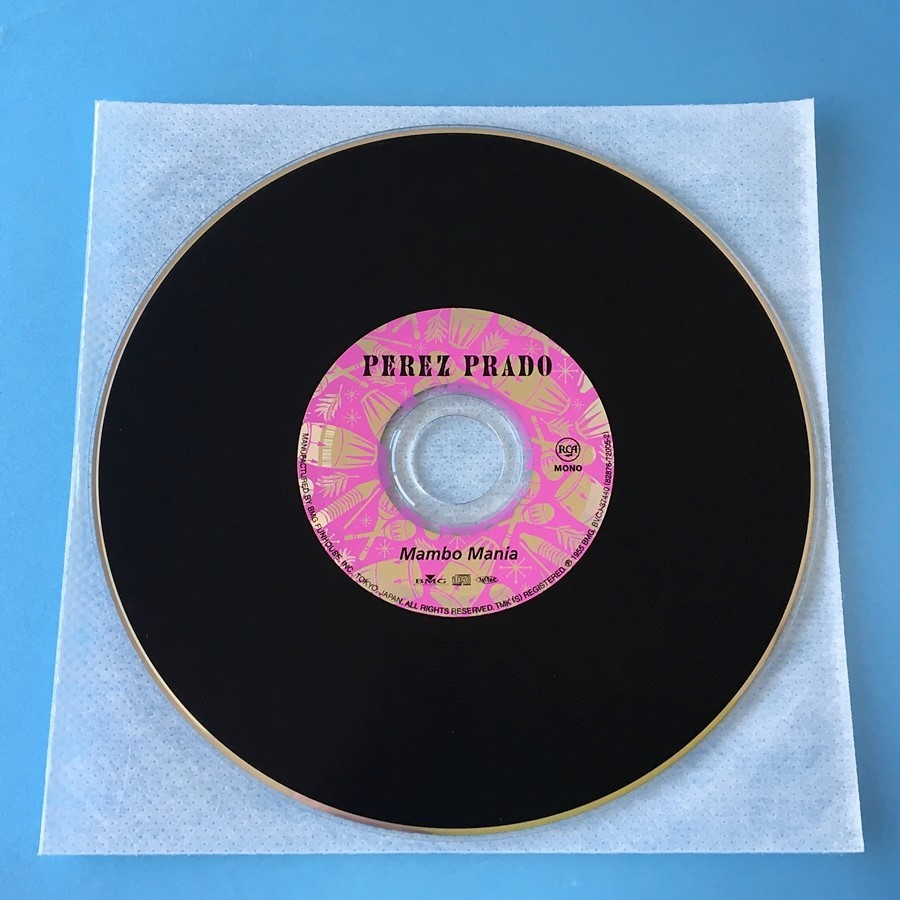 PEREZ PRADO
RCA
MONO
Mambo Mania
BMG
MANUFACTURED BY BMG FUNHOUSE, INC., TOKYO, JAPAN. ALL RIGHTS RESERVED. TMK (S) REGISTERED. ℗ 1955 BMG. BVCJ-37440 (82876-72005-2)